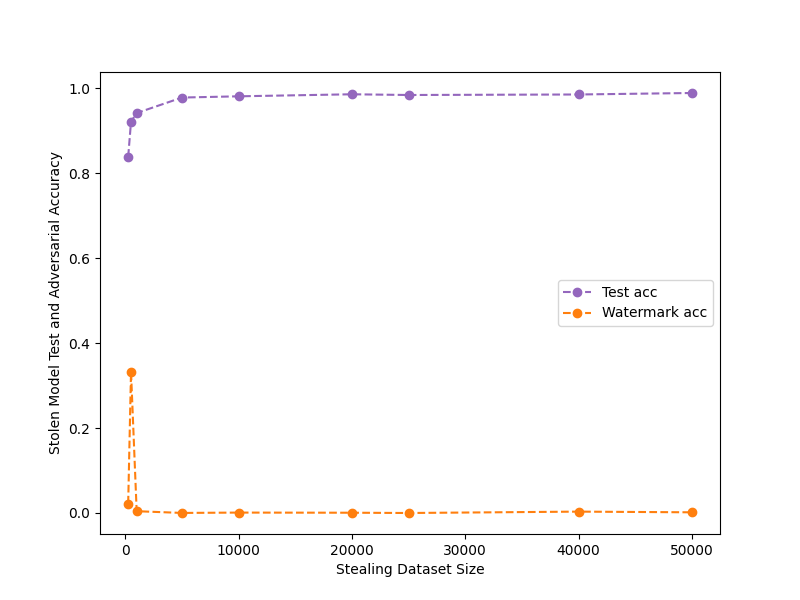 1.0
0.8
0.6
0.4
0.2
0.0
Stolen Model Test and Adversarial Accuracy
Test acc
Watermark acc
0 10000 20000 30000 40000 50000
Stealing Dataset Size